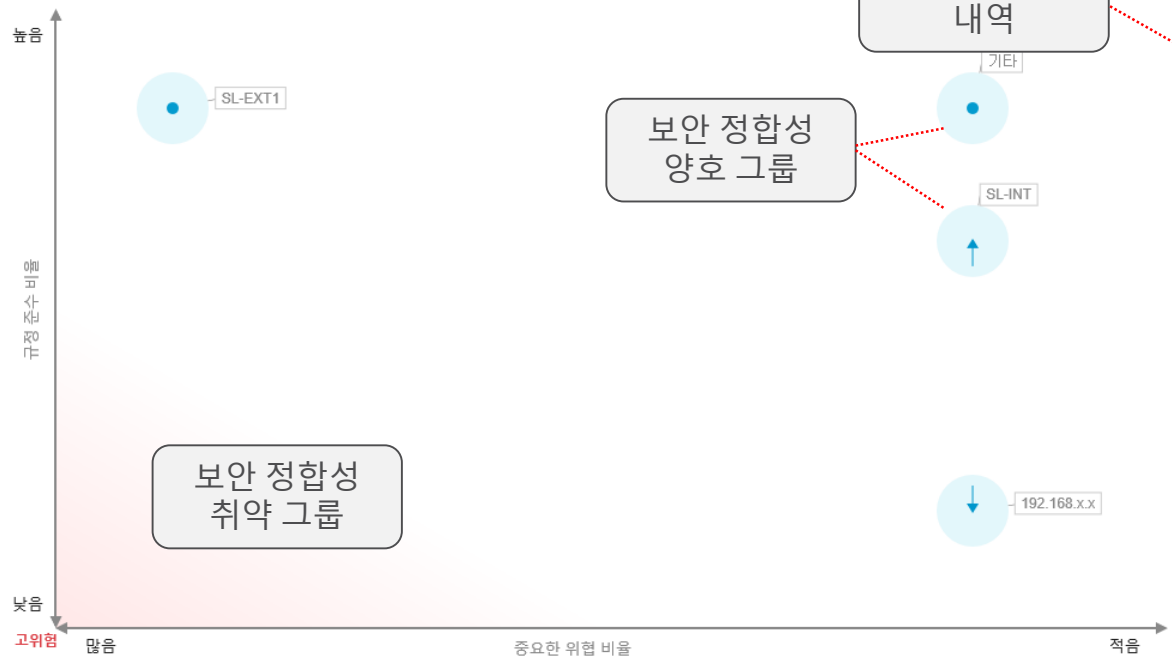 높음
내역
기타
SL-EXT1
보안 정합성
양호 그룹
SL-INT
규정 준수 비율
보안 정합성
취약 그룹
192.168.x.x
낮음
고위험
많음
중요한 위협 비율
적음